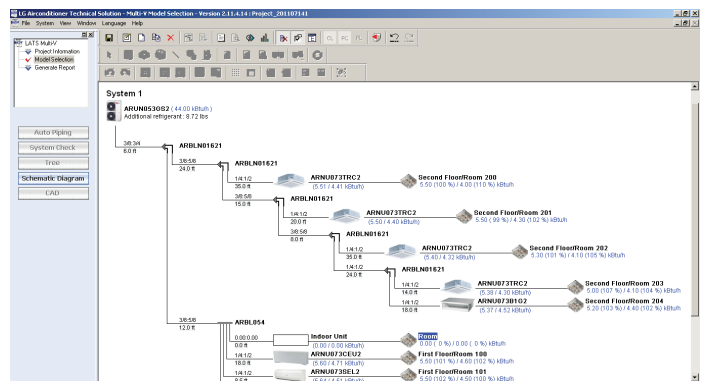 LG Airconditioner Technical Solution - Multi-V Model Selection - Version 2.11.4.14 : Project_201107141
File System View Window Language Help
LATS Multi-V
Project Information
Model Selection
Generate Report
Auto Piping
System Check
Tree
Schematic Diagram
CAD
System 1
ARUN053GS2 ( 44.00 kBtu/h )
Additional refrigerant : 8.72 lbs
3/8:3/4
6.0 ft
ARBLN01621
3/8:5/8
24.0 ft
ARBLN01621
1/4:1/2
35.0 ft
ARNU073TRC2
(5.51 / 4.41 kBtu/h)
Second Floor/Room 200
5.50 (100 %) / 4.00 (110 %) kBtu/h
3/8:5/8
15.0 ft
ARBLN01621
1/4:1/2
20.0 ft
ARNU073TRC2
(5.50 / 4.40 kBtu/h)
Second Floor/Room 201
5.50 ( 99 %) / 4.30 (102 %) kBtu/h
3/8:5/8
8.0 ft
ARBLN01621
1/4:1/2
35.0 ft
ARNU073TRC2
(5.40 / 4.32 kBtu/h)
Second Floor/Room 202
5.30 (101 %) / 4.10 (105 %) kBtu/h
1/4:1/2
24.0 ft
ARBLN01621
1/4:1/2
14.0 ft
ARNU073TRC2
(5.38 / 4.30 kBtu/h)
Second Floor/Room 203
5.00 (107 %) / 4.10 (104 %) kBtu/h
1/4:1/2
18.0 ft
ARNU073B1G2
(5.37 / 4.52 kBtu/h)
Second Floor/Room 204
5.20 (103 %) / 4.40 (102 %) kBtu/h
3/8:5/8
12.0 ft
ARBL054
0.00:0.00
0.0 ft
Indoor Unit
(0.00 / 0.00 kBtu/h)
Room
0.00 ( 0 %) / 0.00 ( 0 %) kBtu/h
1/4:1/2
18.0 ft
ARNU073CEU2
(5.60 / 4.71 kBtu/h)
First Floor/Room 100
5.50 (101 %) / 4.60 (102 %) kBtu/h
1/4:1/2
ARNU073SEL2
First Floor/Room 101
5.50 (102 %) / 4.50 (100 %) kBtu/h